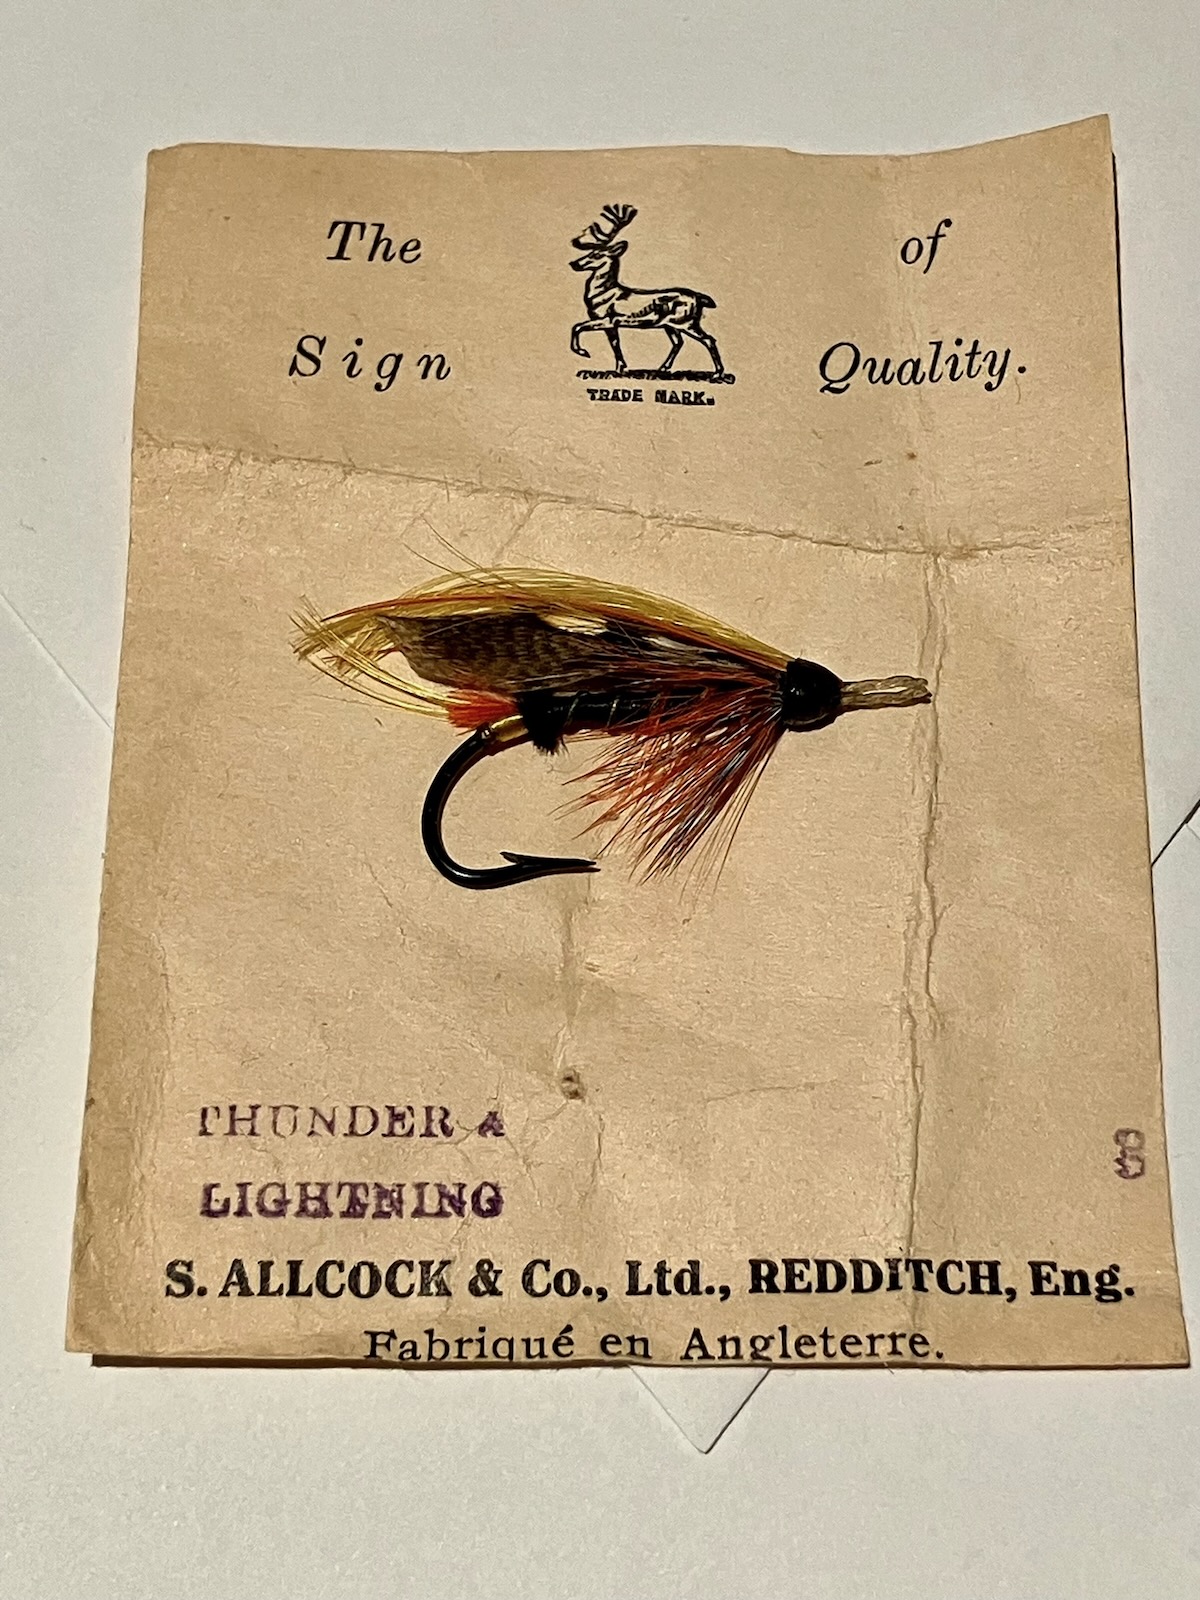 The of
Sign Quality.
TRADE MARK.
THUNDER &
LIGHTNING
8
S. ALLCOCK & Co., Ltd., REDDITCH, Eng.
Fabriqué en Angleterre.